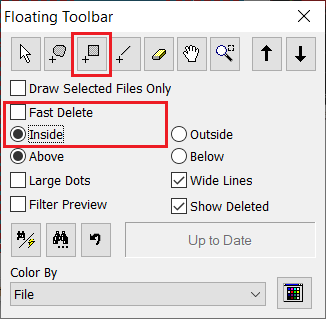 Floating Toolbar
Draw Selected Files Only
Fast Delete
Inside Outside
Above Below
Large Dots Wide Lines
Filter Preview Show Deleted
Up to Date
Color By
File